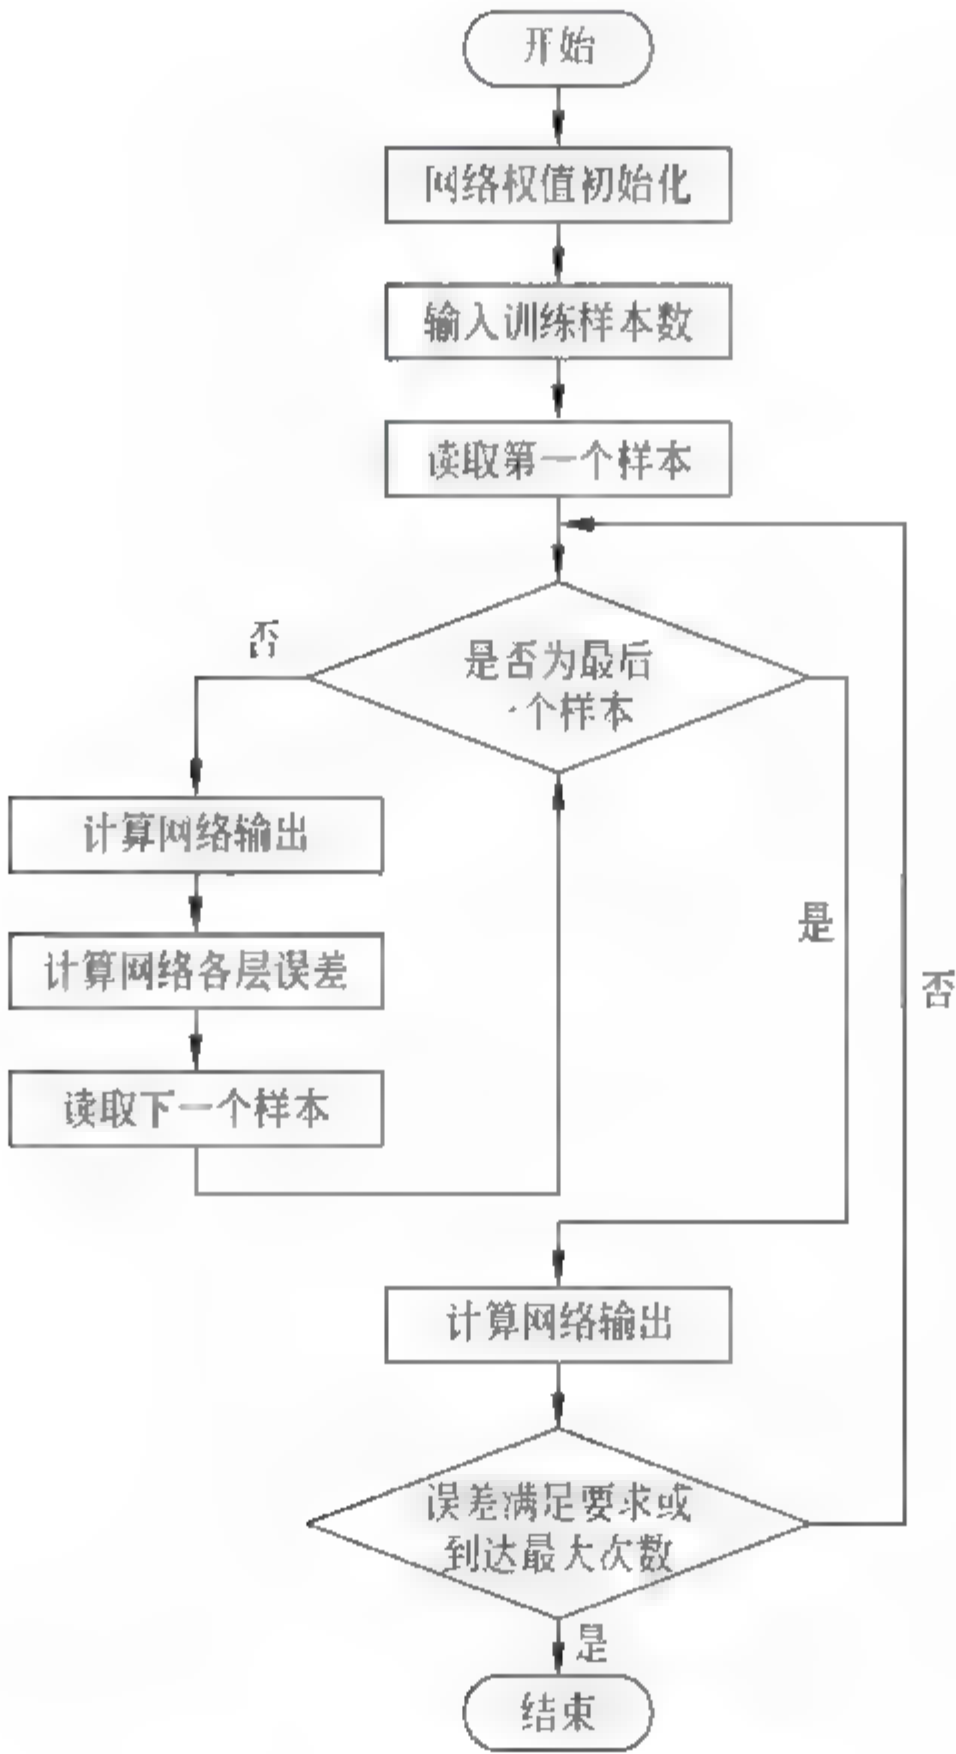 开始
网络权值初始化
输入训练样本数
读取第一个样本
否
是否为最后
一个样本
计算网络输出
计算网络各层误差
读取下一个样本
是
否
计算网络输出
误差满足要求或
到达最大次数
是
结束